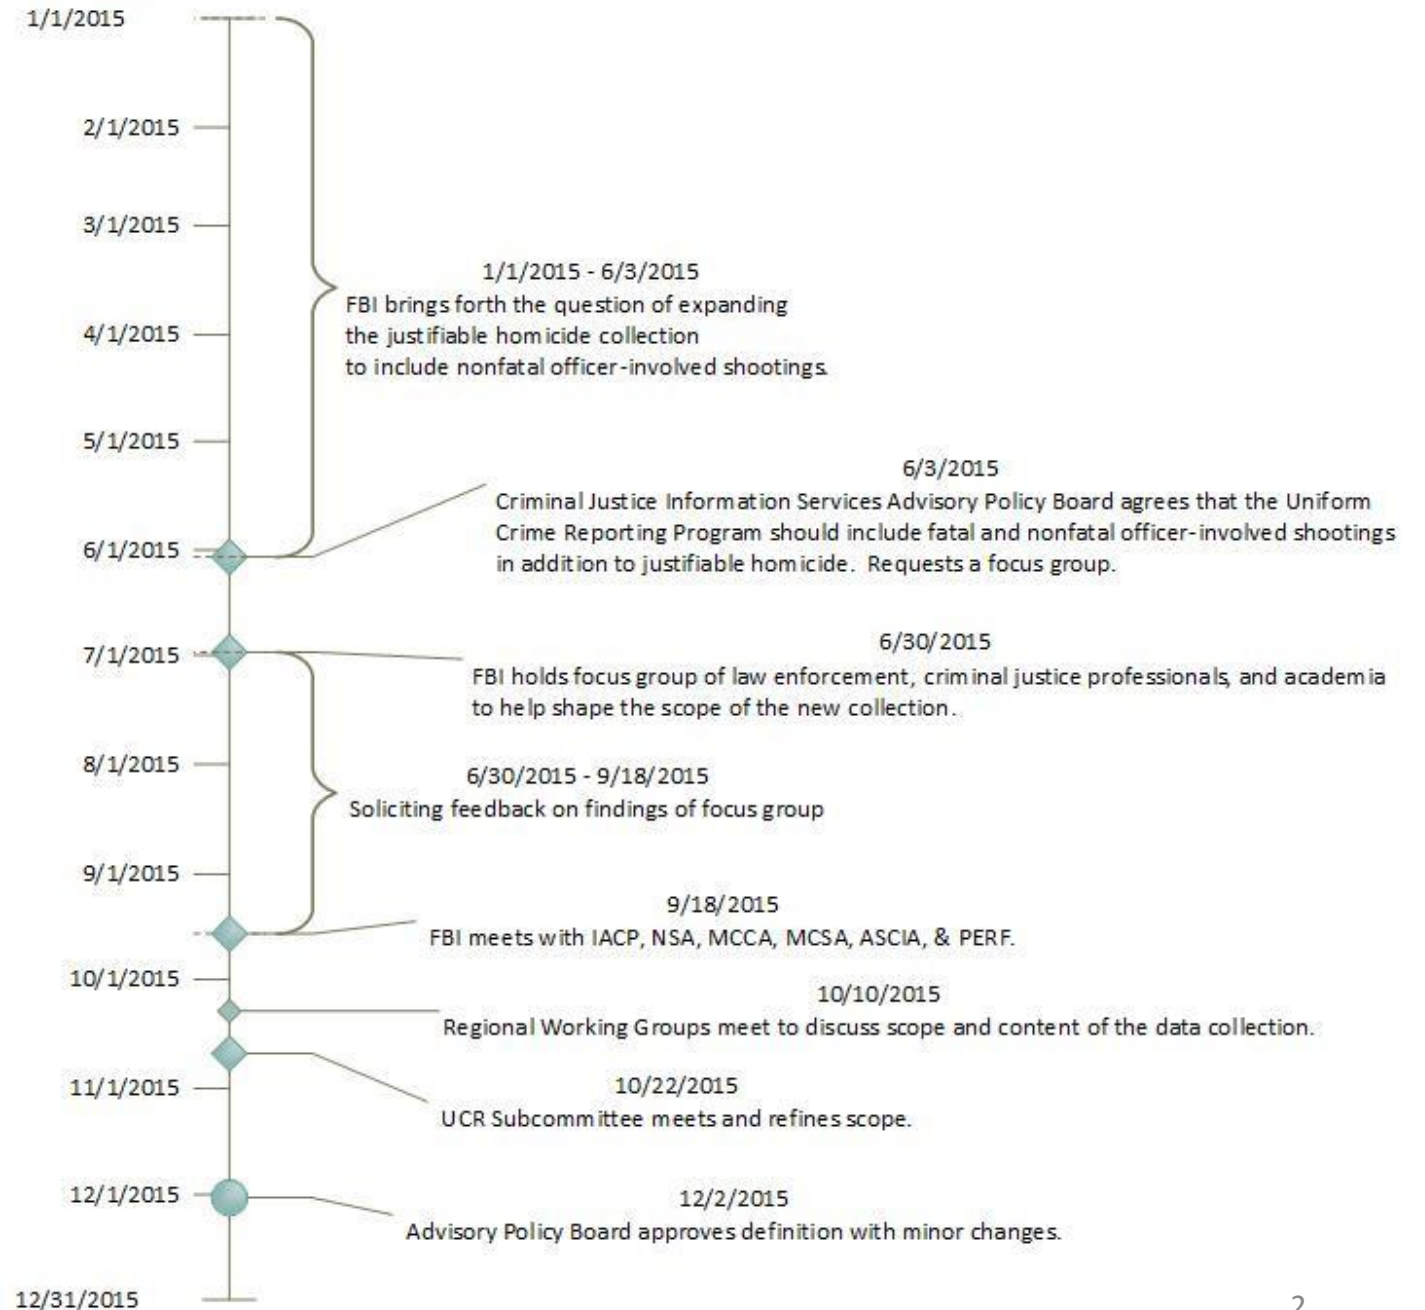 1/1/2015
2/1/2015
3/1/2015
1/1/2015 - 6/3/2015
FBI brings forth the question of expanding
the justifiable homicide collection
to include nonfatal officer-involved shootings.
4/1/2015
5/1/2015
6/3/2015
Criminal Justice Information Services Advisory Policy Board agrees that the Uniform
Crime Reporting Program should include fatal and nonfatal officer-involved shootings
in addition to justifiable homicide. Requests a focus group.
6/1/2015
6/30/2015
7/1/2015
FBI holds focus group of law enforcement, criminal justice professionals, and academia
to help shape the scope of the new collection.
8/1/2015
6/30/2015 - 9/18/2015
Soliciting feedback on findings of focus group
9/1/2015
9/18/2015
FBI meets with IACP, NSA, MCCA, MCSA, ASCIA, & PERF.
10/1/2015
10/10/2015
Regional Working Groups meet to discuss scope and content of the data collection.
11/1/2015
10/22/2015
UCR Subcommittee meets and refines scope.
12/1/2015
12/2/2015
Advisory Policy Board approves definition with minor changes.
12/31/2015
2